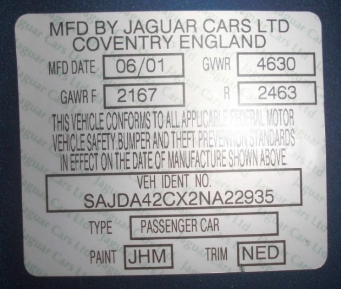 MFD BY JAGUAR CARS LTD
COVENTRY ENGLAND
MFD DATE 06/01 GVWR 4630
GAWR F 2167 R 2463
THIS VEHICLE CONFORMS TO ALL APPLICABLE FEDERAL MOTOR
VEHICLE SAFETY, BUMPER AND THEFT PREVENTION STANDARDS
IN EFFECT ON THE DATE OF MANUFACTURE SHOWN ABOVE
VEH IDENT NO.
SAJDA42CX2NA22935
TYPE PASSENGER CAR
PAINT JHM TRIM NED